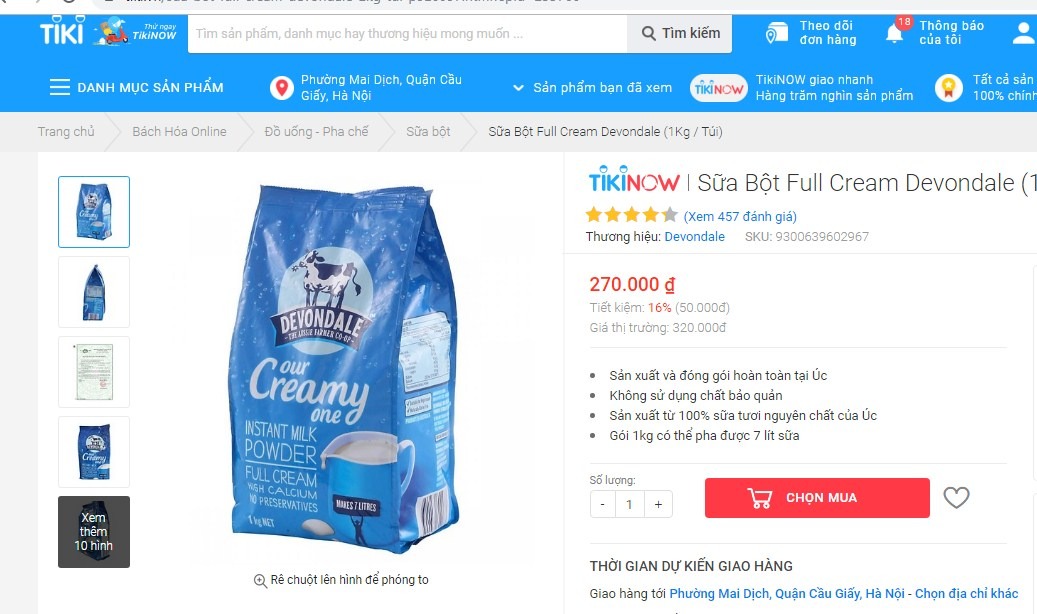 TIKI
Thử ngay
TikiNOW
Tìm sản phẩm, danh mục hay thương hiệu mong muốn ...
Tìm kiếm
Theo dõi
đơn hàng
18
Thông báo
của tôi
DANH MỤC SẢN PHẨM
Phường Mai Dịch, Quận Cầu
Giấy, Hà Nội
Sản phẩm bạn đã xem
TIKINOW
TikiNOW giao nhanh
Hàng trăm nghìn sản phẩm
Tất cả sản
100% chính
Trang chủ
Bách Hóa Online
Đồ uống - Pha chế
Sữa bột
Sữa Bột Full Cream Devondale (1Kg / Túi)
Xem
thêm
10 hình
DEVONDALE
THE AUSSIE FARMER CO-OP
our
Creamy
one
INSTANT MILK
POWDER
FULL CREAM
HIGH CALCIUM
NO PRESERVATIVES
1 kg NET
MAKES 7 LITRES
Rê chuột lên hình để phóng to
TIKINOW | Sữa Bột Full Cream Devondale (1
(Xem 457 đánh giá)
Thương hiệu: Devondale SKU: 9300639602967
270.000 ₫
Tiết kiệm: 16% (50.000₫)
Giá thị trường: 320.000₫
Sản xuất và đóng gói hoàn toàn tại Úc
Không sử dụng chất bảo quản
Sản xuất từ 100% sữa tươi nguyên chất của Úc
Gói 1kg có thể pha được 7 lít sữa
Số lượng:
- 1 +
CHỌN MUA
THỜI GIAN DỰ KIẾN GIAO HÀNG
Giao hàng tới Phường Mai Dịch, Quận Cầu Giấy, Hà Nội - Chọn địa chỉ khác